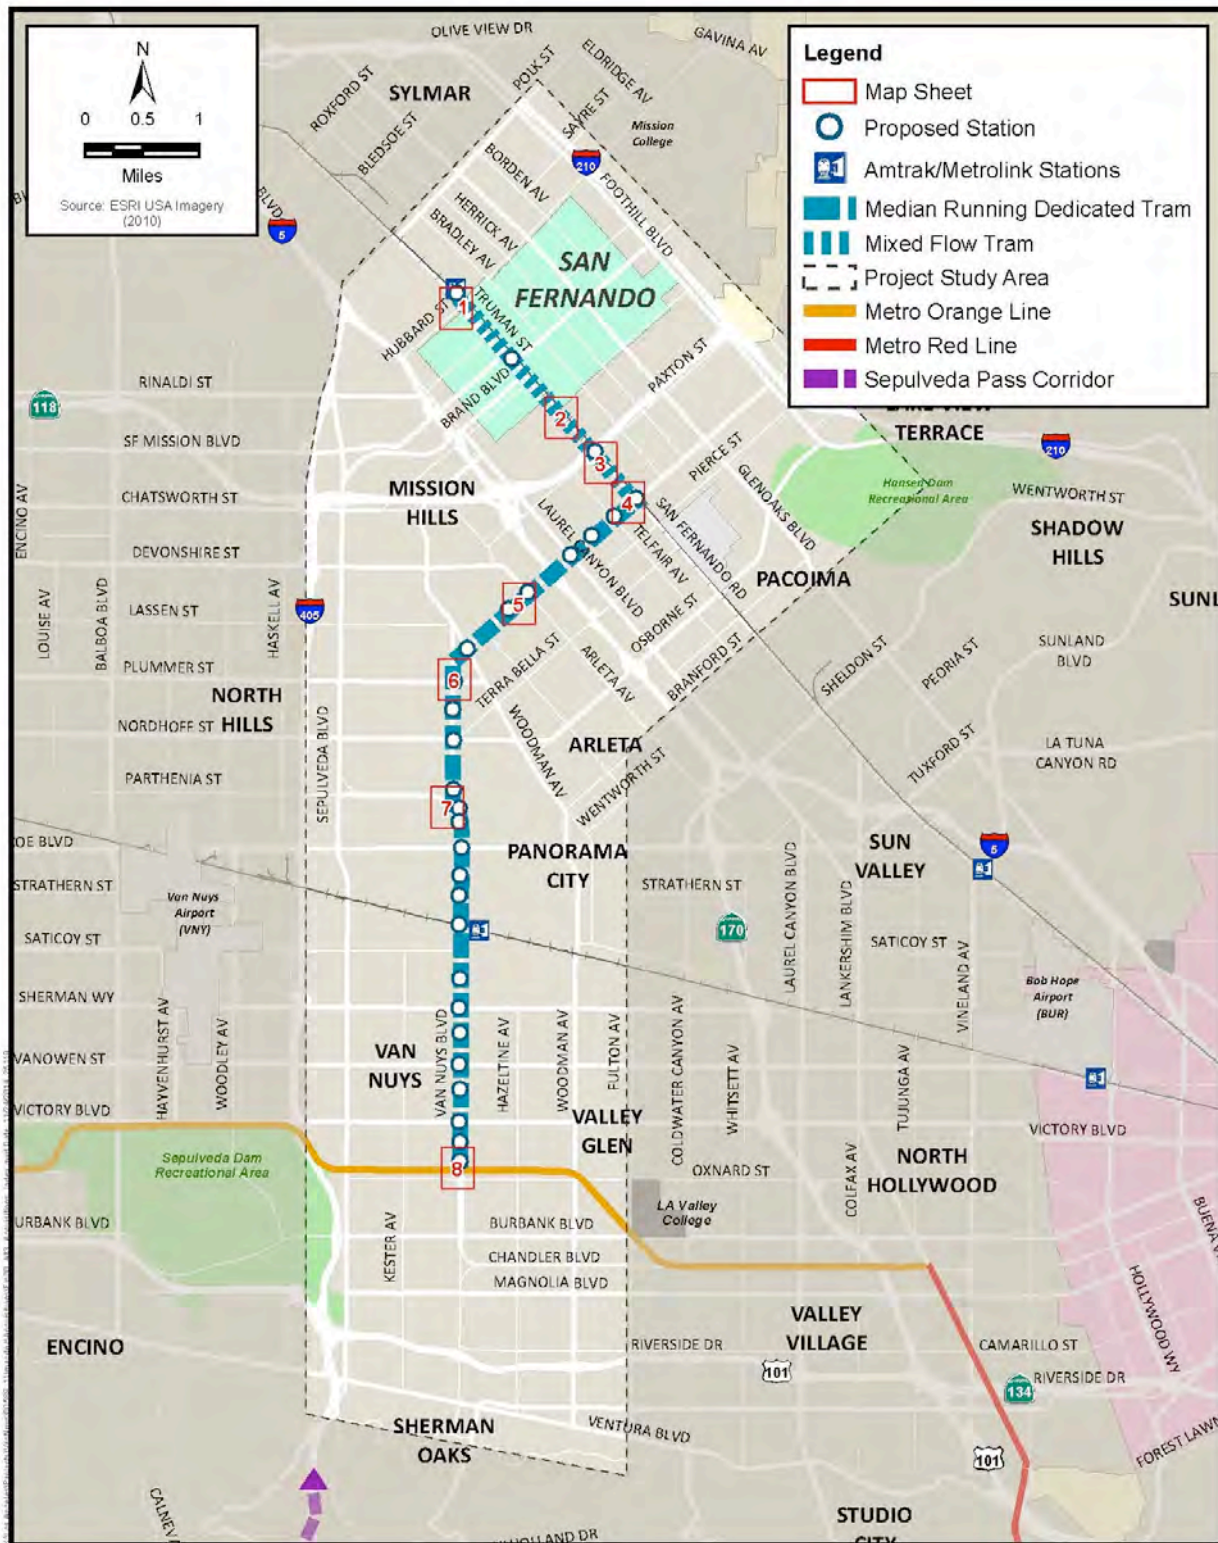 N
0 0.5 1
Miles
Source: ESRI USA Imagery
(2010)
Legend
Map Sheet
Proposed Station
Amtrak/Metrolink Stations
Median Running Dedicated Tram
Mixed Flow Tram
Project Study Area
Metro Orange Line
Metro Red Line
Sepulveda Pass Corridor
OLIVE VIEW DR
GAVINA AV
POLK ST
ELDRIDGE AV
SYLMAR
ROXFORD ST
SAYRE ST
Mission
College
BLEDSOE ST
BORDEN AV
210
FOOTHILL BLVD
HERRICK AV
BRADLEY AV
BLVD
5
SAN
FERNANDO
1
TRUMAN ST
HUBBARD ST
PAXTON ST
BRAND BLVD
RINALDI ST
118
2
SF MISSION BLVD
TERRACE
210
3
PIERCE ST
GLENOAKS BLVD
Hansen Dam
Recreational Area
WENTWORTH ST
ENCINO AV
CHATSWORTH ST
MISSION
HILLS
4
SAN FERNANDO RD
SHADOW
HILLS
LAUREL CANYON BLVD
TELFAIR AV
DEVONSHIRE ST
PACOIMA
LOUISE AV
BALBOA BLVD
HASKELL AV
LASSEN ST
405
5
OSBORNE ST
SUNL
SUNLAND
BLVD
PLUMMER ST
6
TERRA BELLA ST
ARLETA AV
BRANFORD ST
SHELDON ST
PEORIA ST
NORTH
HILLS
NORDHOFF ST
SEPULVEDA BLVD
WOODMAN AV
ARLETA
WENTWORTH ST
TUXFORD ST
LA TUNA
CANYON RD
PARTHENIA ST
7
OE BLVD
PANORAMA
CITY
SUN
VALLEY
5
STRATHERN ST
STRATHERN ST
LAUREL CANYON BLVD
LANKERSHIM BLVD
Van Nuys
Airport
(VNY)
170
SATICOY ST
SATICOY ST
VINELAND AV
Bob Hope
Airport
(BUR)
SHERMAN WY
HAYVENHURST AV
WOODLEY AV
VAN NUYS BLVD
HAZELTINE AV
WOODMAN AV
FULTON AV
COLDWATER CANYON AV
WHITSETT AV
TUJUNGA AV
VANOWEN ST
VAN
NUYS
VICTORY BLVD
VALLEY
GLEN
VICTORY BLVD
Sepulveda Dam
Recreational Area
8
OXNARD ST
COLFAX AV
NORTH
HOLLYWOOD
LA Valley
College
URBANK BLVD
KESTER AV
BURBANK BLVD
CHANDLER BLVD
MAGNOLIA BLVD
HOLLYWOOD WY
VALLEY
VILLAGE
ENCINO
RIVERSIDE DR
CAMARILLO ST
101
134
RIVERSIDE DR
SHERMAN
OAKS
VENTURA BLVD
FOREST LAWN
101
STUDIO